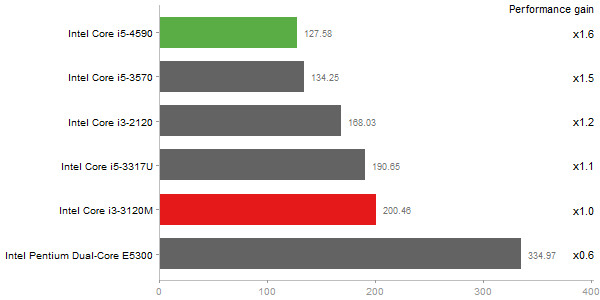 Performance gain
Intel Core i5-4590 127.58 x1.6
Intel Core i5-3570 134.25 x1.5
Intel Core i3-2120 168.03 x1.2
Intel Core i5-3317U 190.65 x1.1
Intel Core i3-3120M 200.46 x1.0
Intel Pentium Dual-Core E5300 334.97 x0.6
0 100 200 300 400